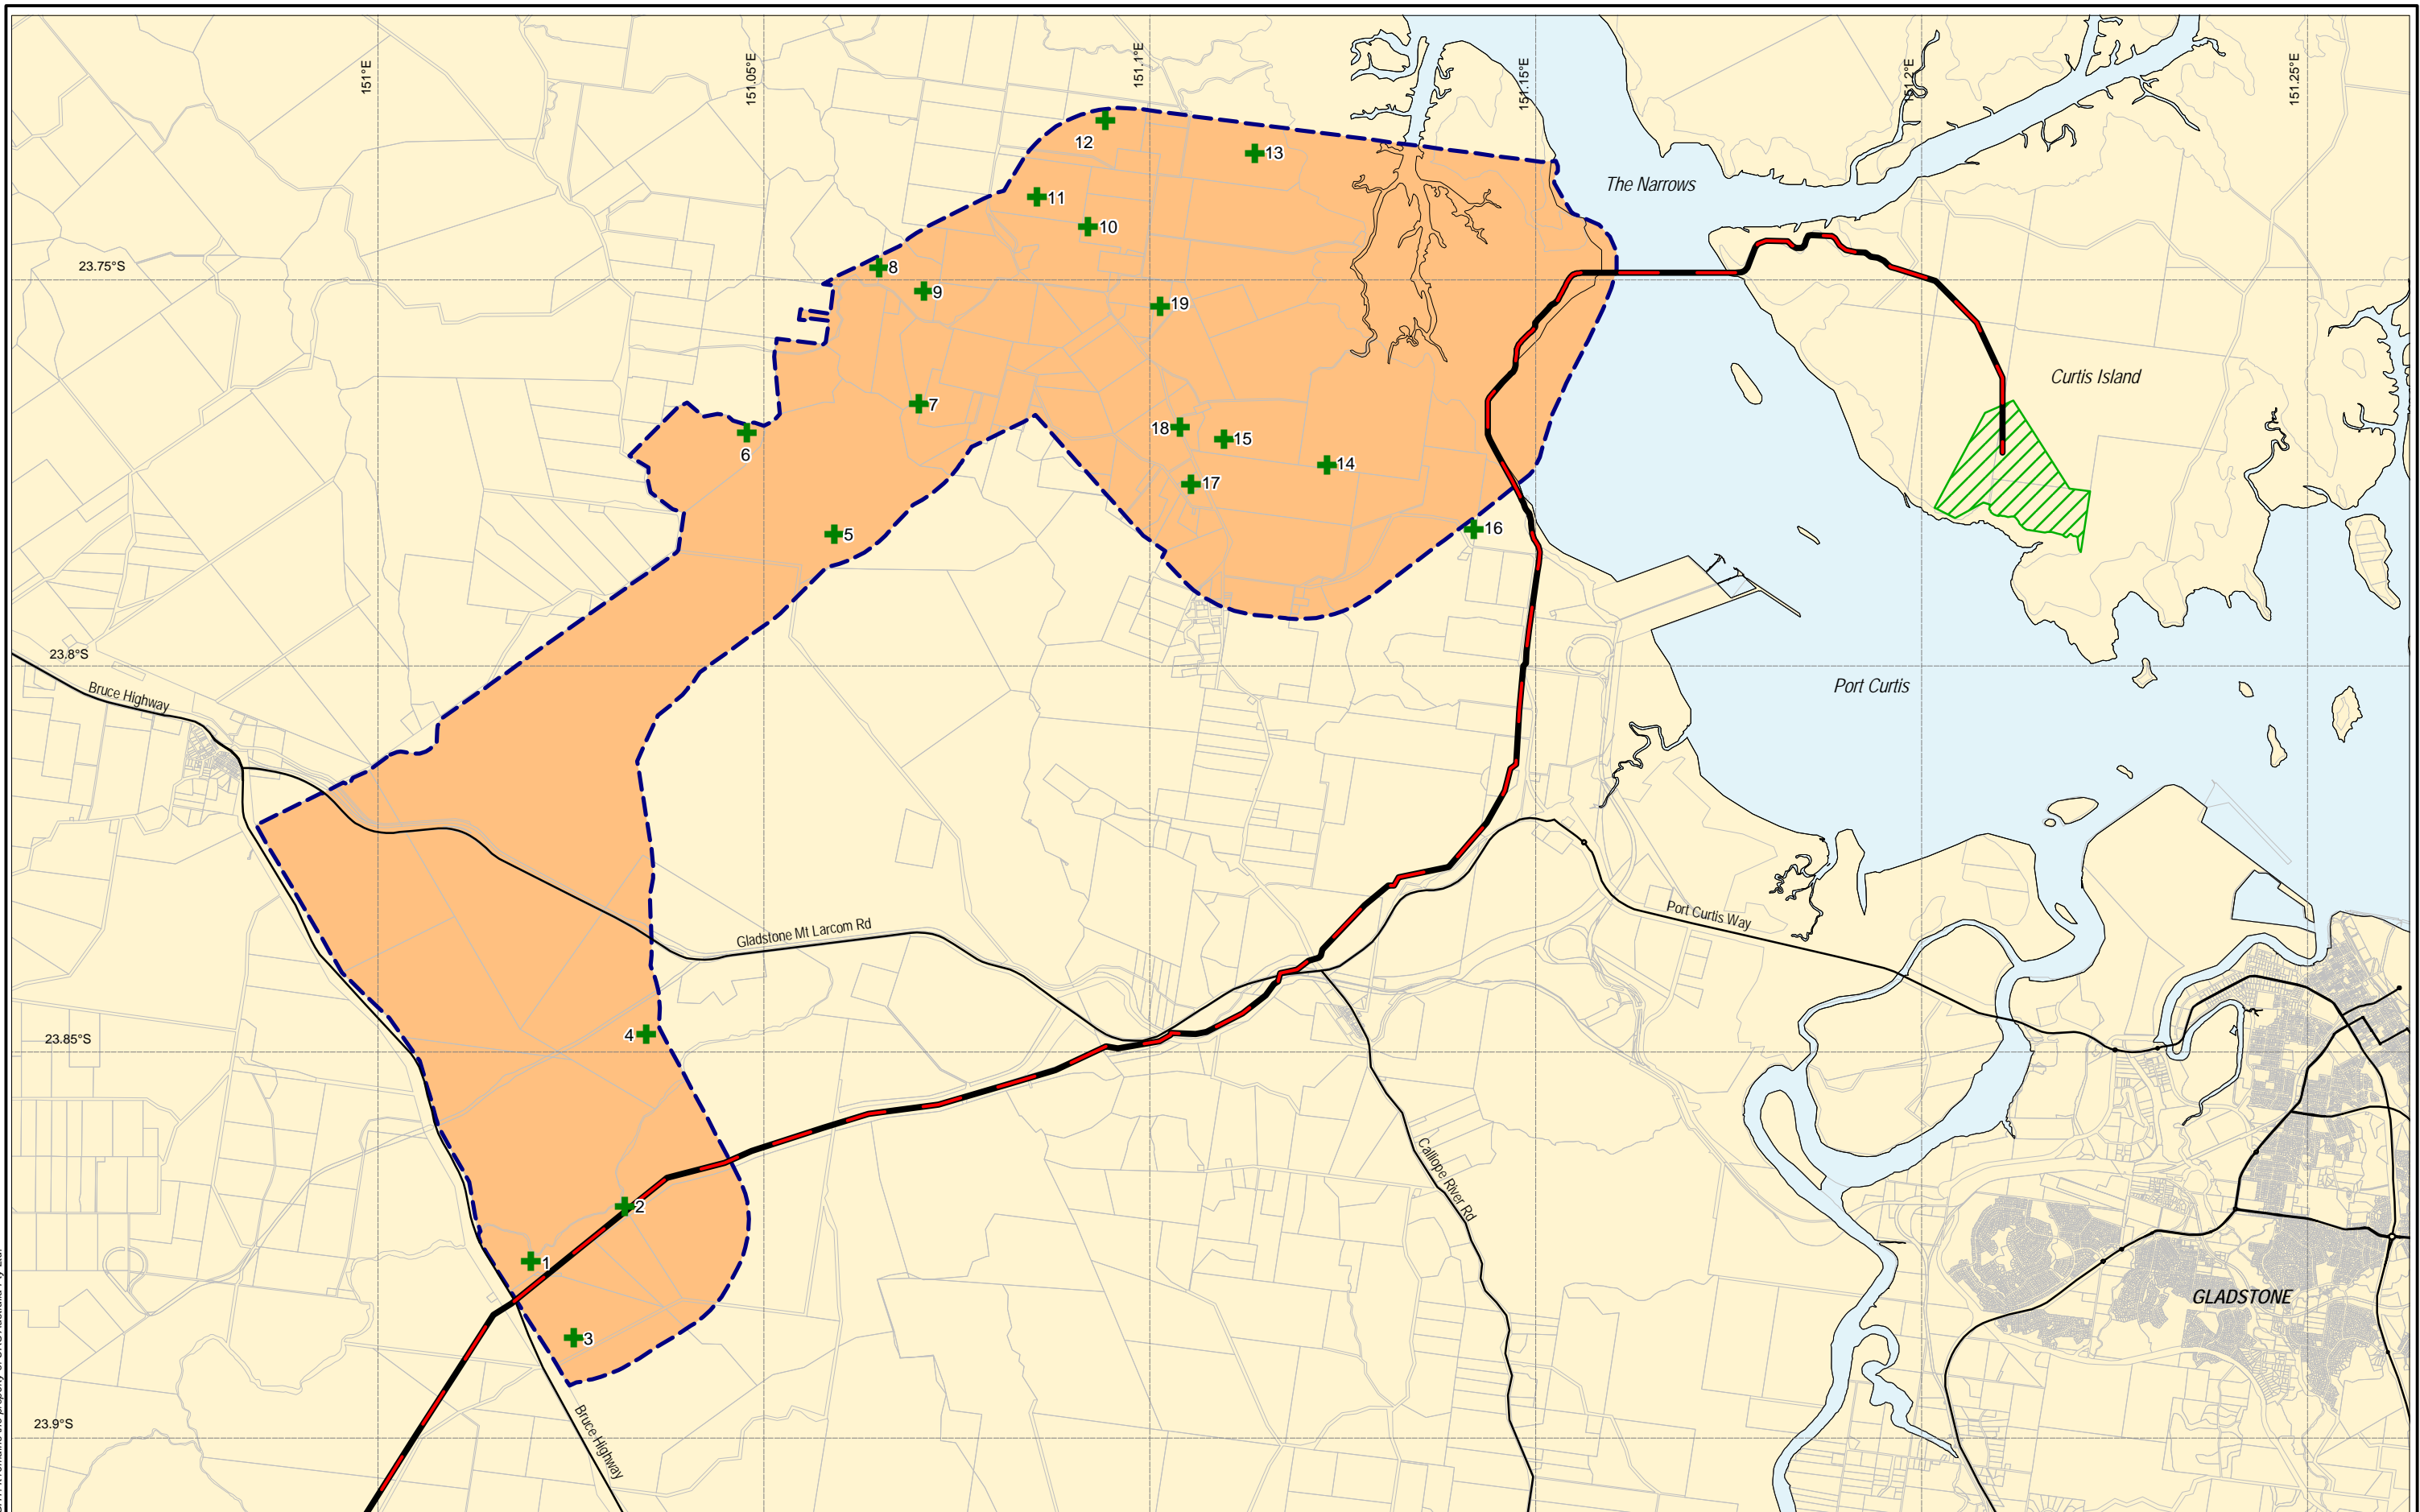 151°E
151.05°E
151.1°E
151.15°E
151.2°E
151.25°E
12
13
The Narrows
11
10
8
23.75°S
9
19
Curtis Island
7
18
15
6
14
17
16
5
23.8°S
Port Curtis
Bruce Highway
Port Curtis Way
Gladstone Mt Larcom Rd
4
23.85°S
Calliope River Rd
2
1
GLADSTONE
3
23.9°S
Bruce Highway